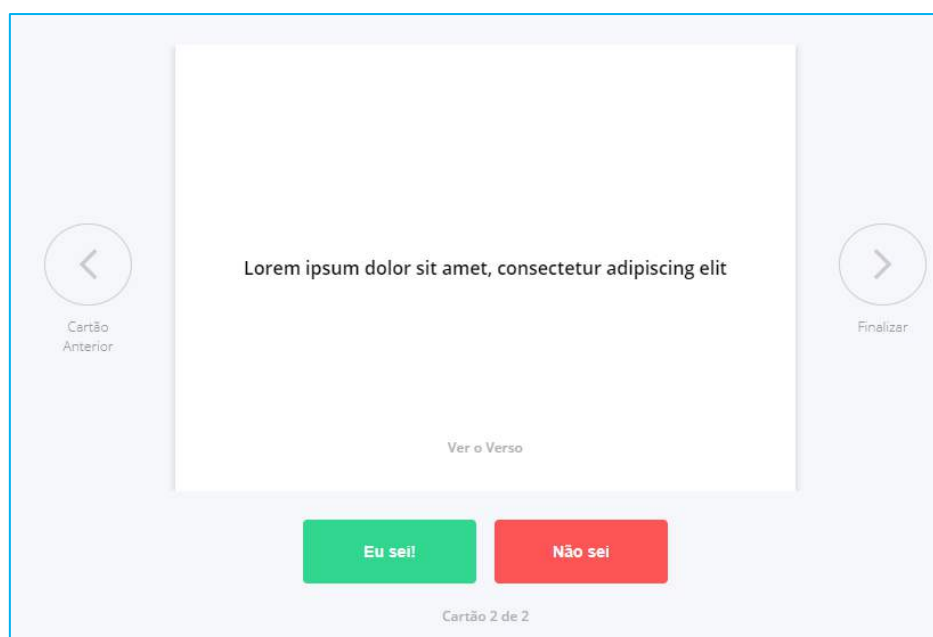 Lorem ipsum dolor sit amet, consectetur adipiscing elit
Cartão
Anterior
Finalizar
Ver o Verso
Eu sei!
Não sei
Cartão 2 de 2